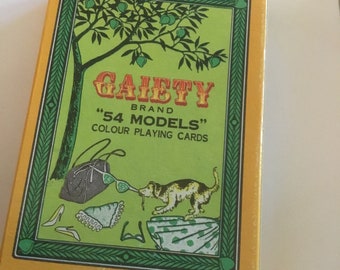 GAIETY
BRAND
"54 MODELS"
COLOUR PLAYING CARDS